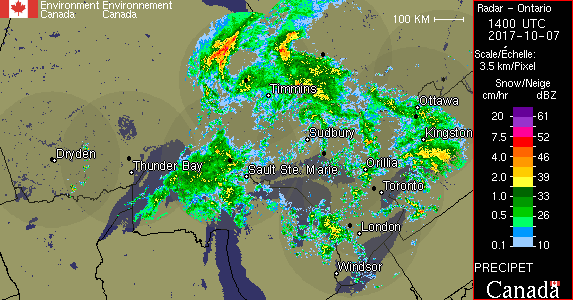 Environment Environnement
Canada Canada
100 KM
Timmins
Ottawa
Sudbury
Kingston
Dryden
Thunder Bay
Sault Ste. Marie
Orillia
Toronto
London
Windsor
Radar - Ontario
1400 UTC
2017-10-07
Scale/Échelle:
3.5 km/Pixel
Snow/Neige
cm/hr dBZ
20 61
7.5 52
4.0 46
2.0 39
1.0 33
0.5 26
0.1 10
PRECIPET
Canada